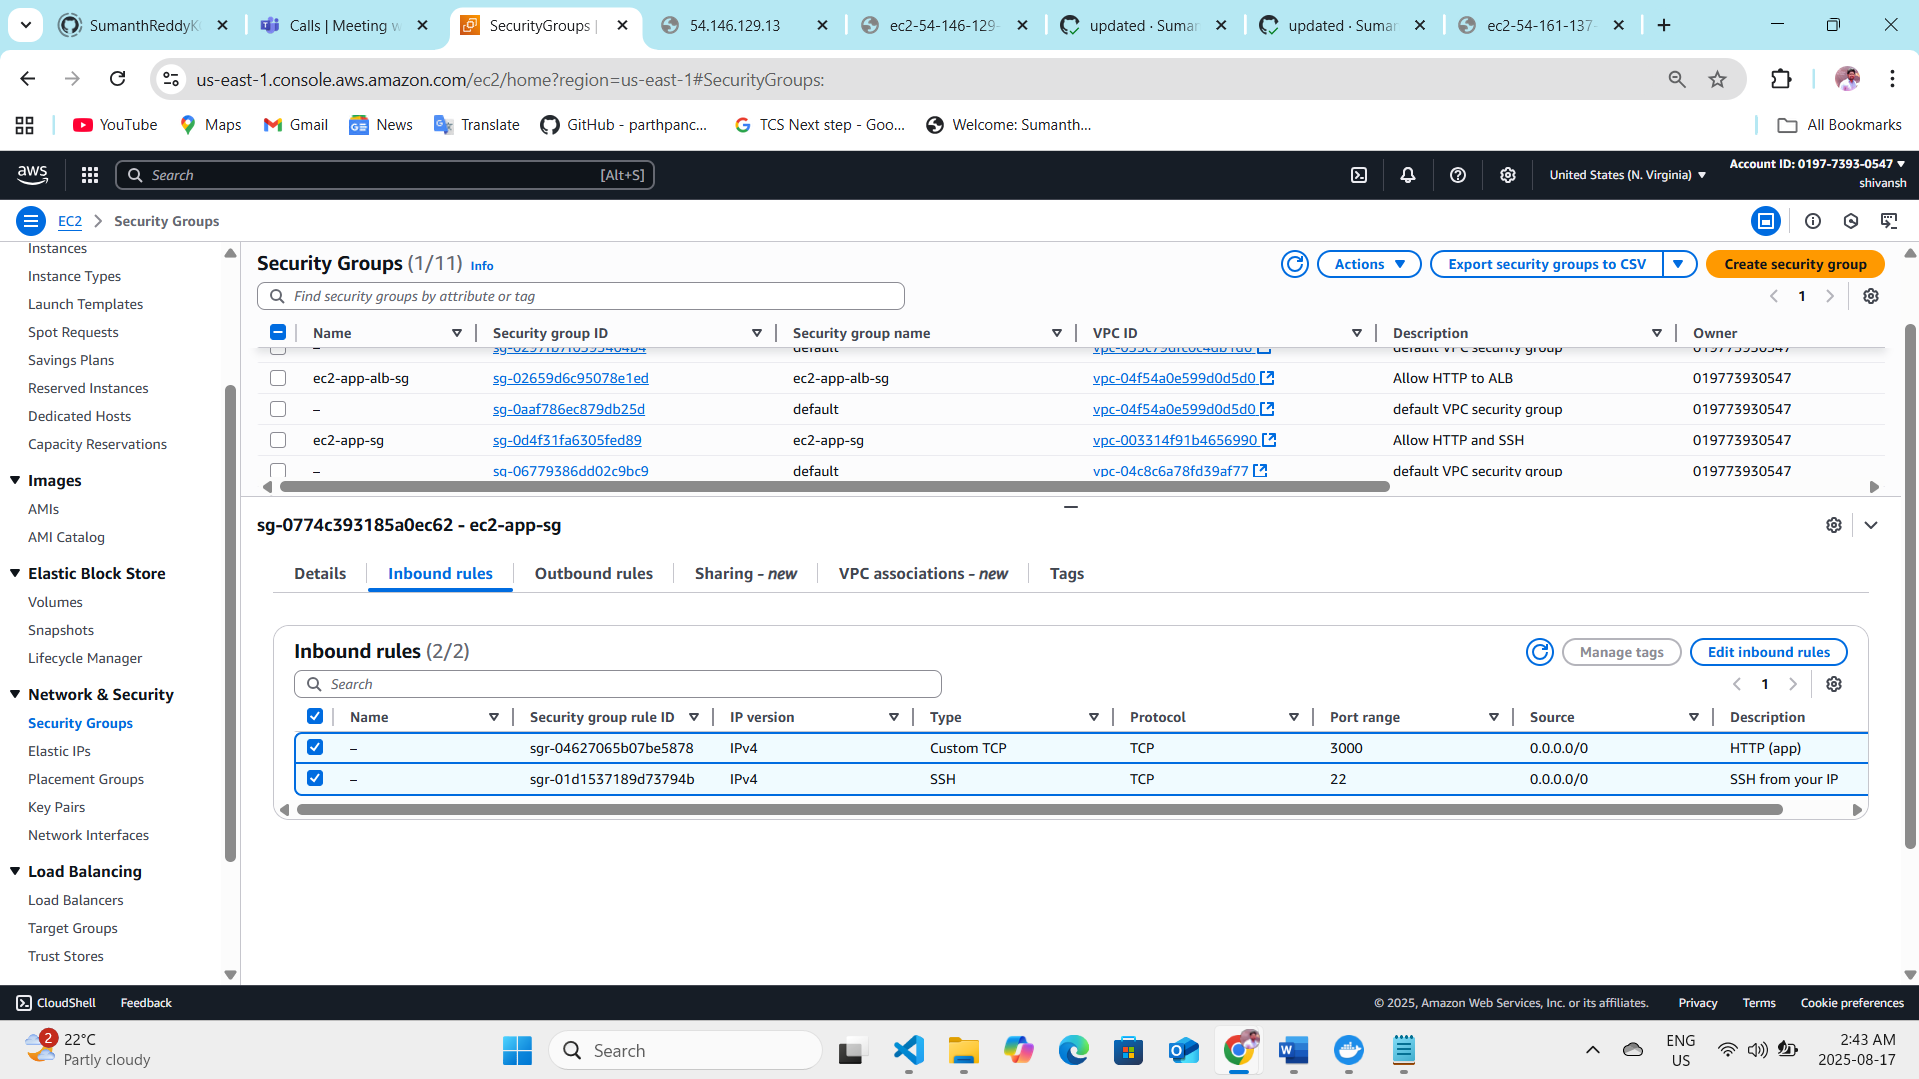 SumanthReddyK
Calls | Meeting w
SecurityGroups |
54.146.129.13
ec2-54-146-129-
updated · Suman
updated · Suman
ec2-54-161-137-
us-east-1.console.aws.amazon.com/ec2/home?region=us-east-1#SecurityGroups:
YouTube
Maps
Gmail
News
Translate
GitHub - parthpanc...
TCS Next step - Goo...
Welcome: Sumanth...
All Bookmarks
aws
Search
[Alt+S]
United States (N. Virginia)
Account ID: 0197-7393-0547
shivansh
EC2
Security Groups
Instances
Instance Types
Launch Templates
Spot Requests
Savings Plans
Reserved Instances
Dedicated Hosts
Capacity Reservations
Images
AMIs
AMI Catalog
Elastic Block Store
Volumes
Snapshots
Lifecycle Manager
Network & Security
Security Groups
Elastic IPs
Placement Groups
Key Pairs
Network Interfaces
Load Balancing
Load Balancers
Target Groups
Trust Stores
Security Groups (1/11) Info
Actions
Export security groups to CSV
Create security group
Find security groups by attribute or tag
1
Name Security group ID Security group name VPC ID Description Owner
– default default VPC security group 019773930547
ec2-app-alb-sg sg-02659d6c95078e1ed ec2-app-alb-sg vpc-04f54a0e599d0d5d0 Allow HTTP to ALB 019773930547
– sg-0aaf786ec879db25d default vpc-04f54a0e599d0d5d0 default VPC security group 019773930547
ec2-app-sg sg-0d4f31fa6305fed89 ec2-app-sg vpc-003314f91b4656990 Allow HTTP and SSH 019773930547
– sg-06779386dd02c9bc9 default vpc-04c8c6a78fd39af77 default VPC security group 019773930547
sg-0774c393185a0ec62 - ec2-app-sg
Details
Inbound rules
Outbound rules
Sharing - new
VPC associations - new
Tags
Inbound rules (2/2)
Manage tags
Edit inbound rules
Search
1
Name Security group rule ID IP version Type Protocol Port range Source Description
– sgr-04627065b07be5878 IPv4 Custom TCP TCP 3000 0.0.0.0/0 HTTP (app)
– sgr-01d1537189d73794b IPv4 SSH TCP 22 0.0.0.0/0 SSH from your IP
CloudShell
Feedback
© 2025, Amazon Web Services, Inc. or its affiliates.
Privacy
Terms
Cookie preferences
2
22°C
Partly cloudy
Search
ENG
US
2:43 AM
2025-08-17